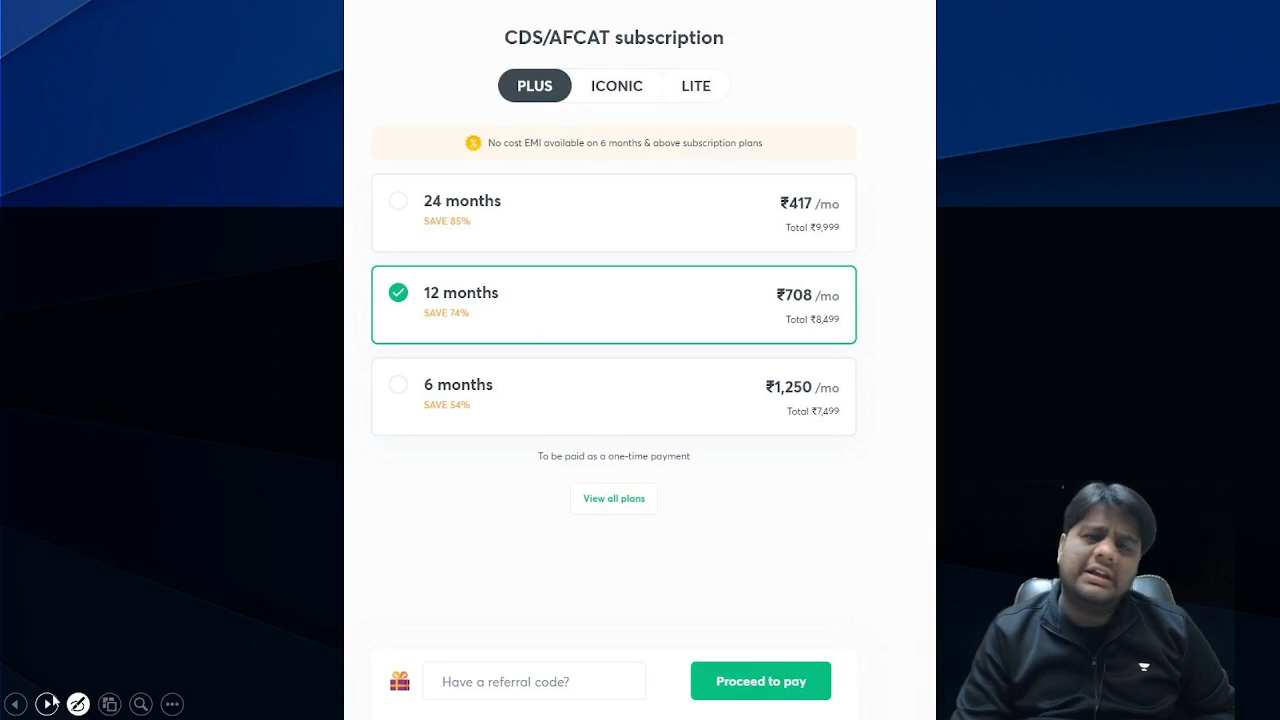 CDS/AFCAT subscription
PLUS ICONIC LITE
No cost EMI available on 6 months & above subscription plans
24 months ₹417 /mo
SAVE 85% Total ₹9,999
12 months ₹708 /mo
SAVE 74% Total ₹8,499
6 months ₹1,250 /mo
SAVE 54% Total ₹7,499
To be paid as a one-time payment
View all plans
Have a referral code? Proceed to pay